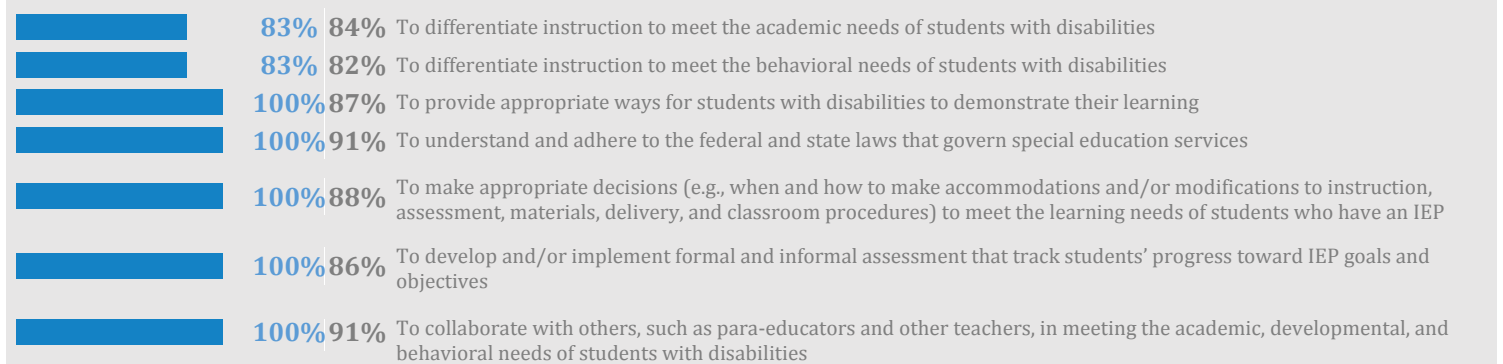 83% 84% To differentiate instruction to meet the academic needs of students with disabilities
83% 82% To differentiate instruction to meet the behavioral needs of students with disabilities
100% 87% To provide appropriate ways for students with disabilities to demonstrate their learning
100% 91% To understand and adhere to the federal and state laws that govern special education services
100% 88% To make appropriate decisions (e.g., when and how to make accommodations and/or modifications to instruction,
assessment, materials, delivery, and classroom procedures) to meet the learning needs of students who have an IEP
100% 86% To develop and/or implement formal and informal assessment that track students’ progress toward IEP goals and
objectives
100% 91% To collaborate with others, such as para-educators and other teachers, in meeting the academic, developmental, and
behavioral needs of students with disabilities